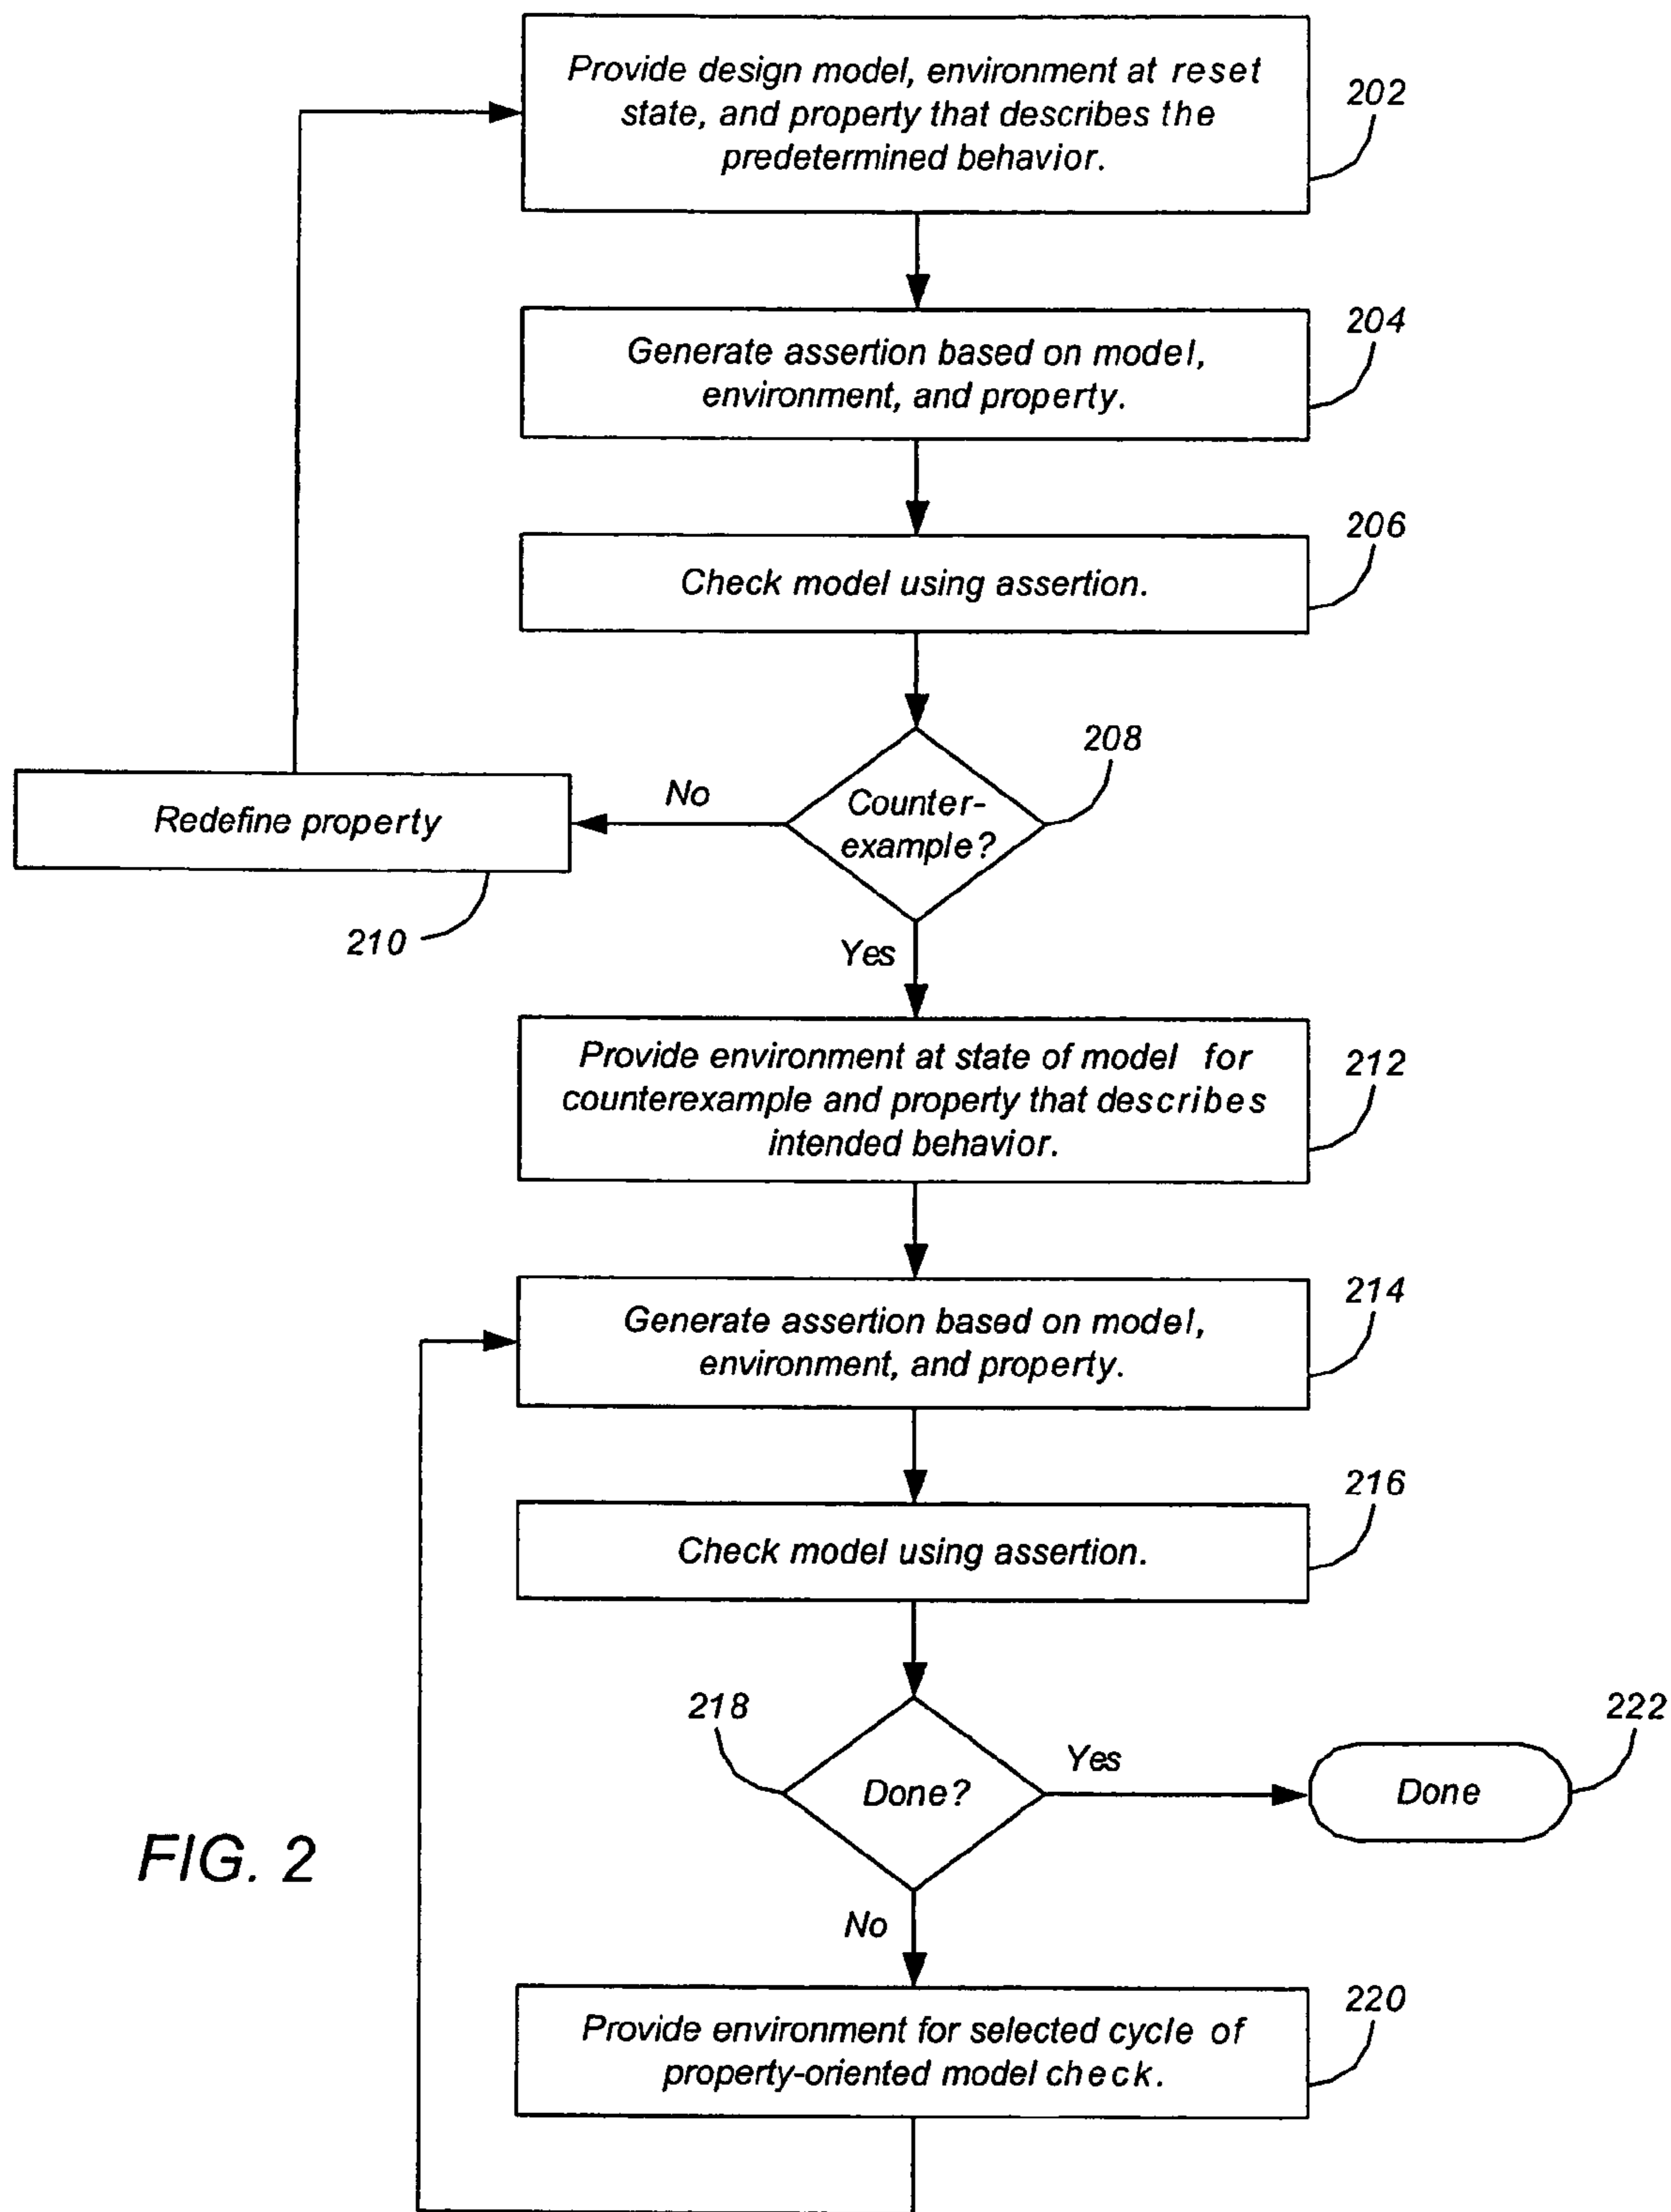 Provide design model, environment at reset
state, and property that describes the
predetermined behavior.
202
Generate assertion based on model,
environment, and property.
204
Check model using assertion.
206
Counter-
example?
208
No
Redefine property
210
Yes
Provide environment at state of model for
counterexample and property that describes
intended behavior.
212
Generate assertion based on model,
environment, and property.
214
Check model using assertion.
216
218
Done?
Yes
Done
222
No
Provide environment for selected cycle of
property-oriented model check.
220
FIG. 2